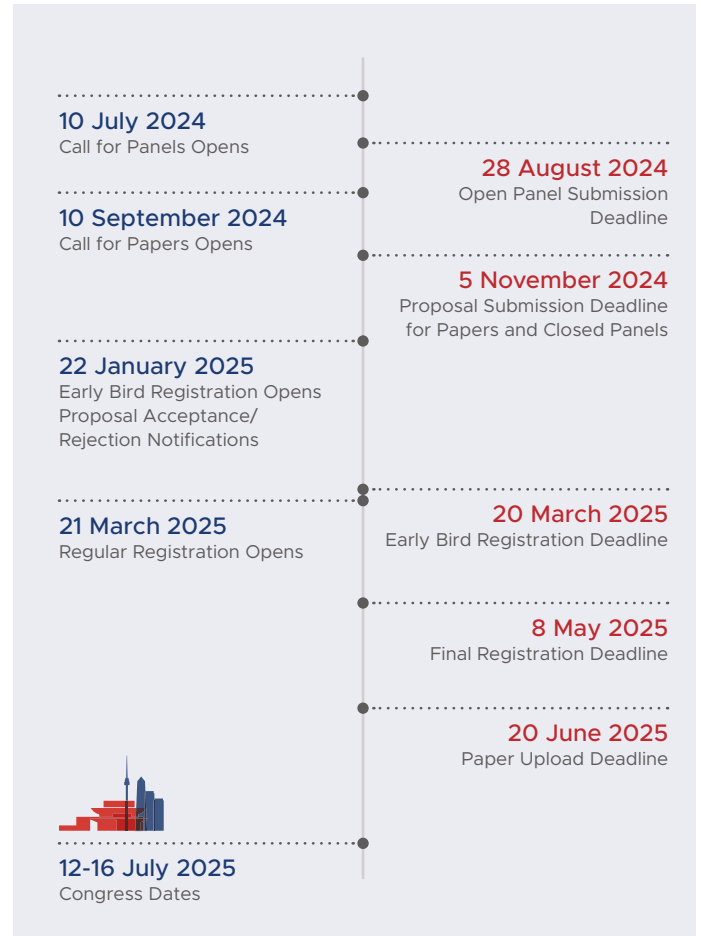 10 July 2024
Call for Panels Opens
28 August 2024
Open Panel Submission
Deadline
10 September 2024
Call for Papers Opens
5 November 2024
Proposal Submission Deadline
for Papers and Closed Panels
22 January 2025
Early Bird Registration Opens
Proposal Acceptance/
Rejection Notifications
20 March 2025
Early Bird Registration Deadline
21 March 2025
Regular Registration Opens
8 May 2025
Final Registration Deadline
20 June 2025
Paper Upload Deadline
12-16 July 2025
Congress Dates